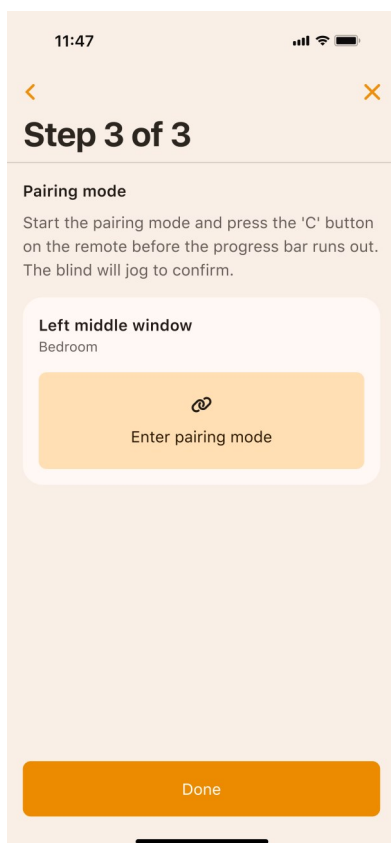 11:47
Step 3 of 3
Pairing mode
Start the pairing mode and press the 'C' button
on the remote before the progress bar runs out.
The blind will jog to confirm.
Left middle window
Bedroom
Enter pairing mode
Done